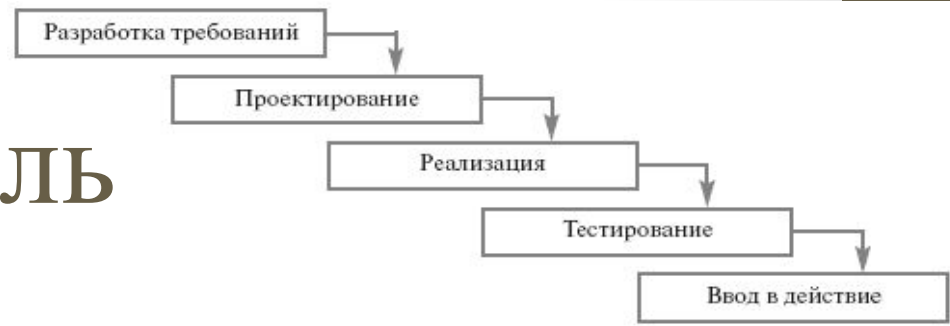 Разработка требований
Проектирование
Реализация
ЛЬ
Тестирование
Ввод в действие